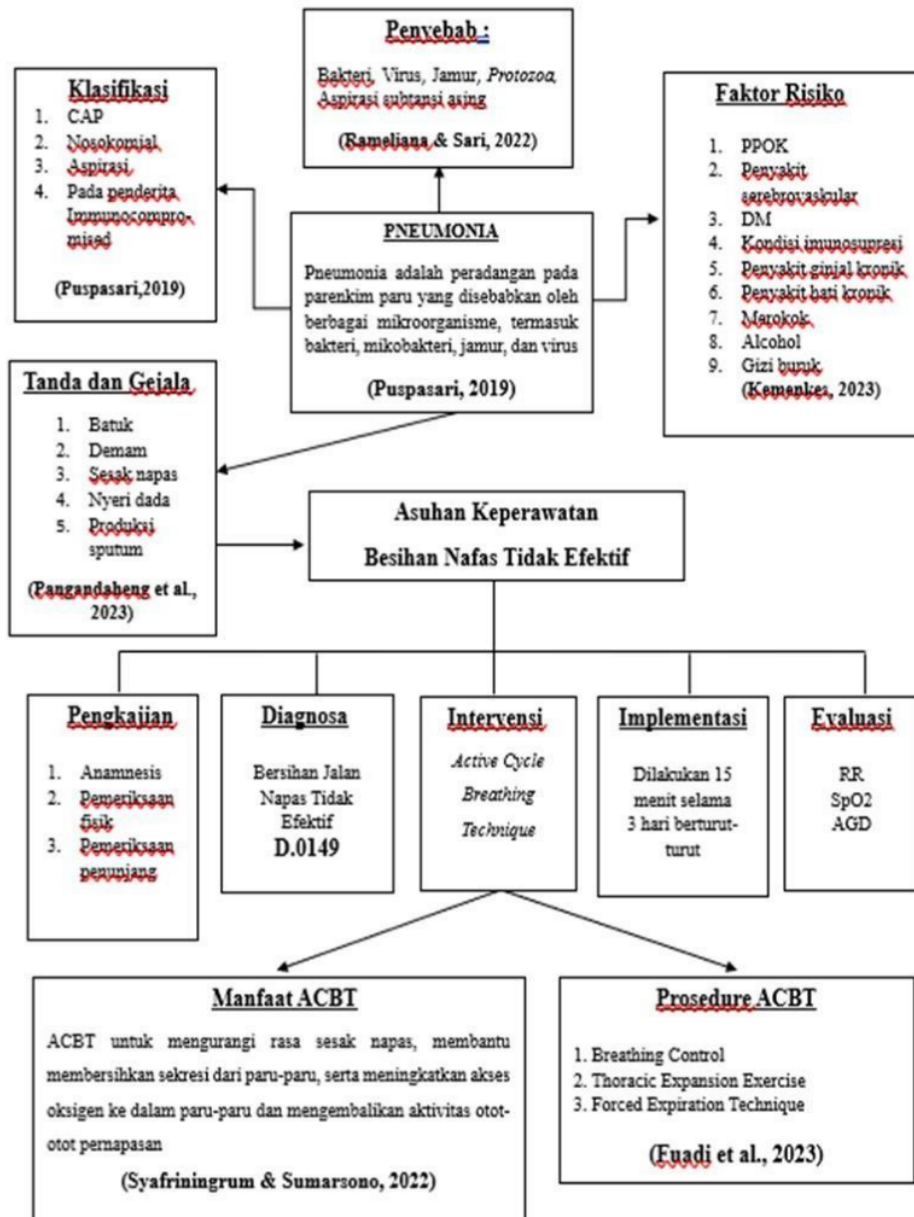 Penyebab :
Bakteri, Virus, Jamur, Protozoa,
Aspirasi subtansi asing
(Rameliana & Sari, 2022)
Klasifikasi
1. CAP
2. Nosokomial
3. Aspirasi
4. Pada penderita
Immunocompro-
mised
(Puspasari,2019)
Faktor Risiko
1. PPOK
2. Penyakit
serebrovaskular
3. DM
4. Kondisi imunosupresi
5. Penyakit ginjal kronik
6. Penyakit hati kronik
7. Merokok
8. Alcohol
9. Gizi buruk
(Kemenkes, 2023)
PNEUMONIA
Pneumonia adalah peradangan pada
parenkim paru yang disebabkan oleh
berbagai mikroorganisme, termasuk
bakteri, mikobakteri, jamur, dan virus
(Puspasari, 2019)
Tanda dan Gejala
1. Batuk
2. Demam
3. Sesak napas
4. Nyeri dada
5. Produksi
sputum
(Pangandaheng et al.,
2023)
Asuhan Keperawatan
Besihan Nafas Tidak Efektif
Pengkajian
1. Anamnesis
2. Pemeriksaan
fisik
3. Pemeriksaan
penunjang
Diagnosa
Bersihan Jalan
Napas Tidak
Efektif
D.0149
Intervensi
Active Cycle
Breathing
Technique
Implementasi
Dilakukan 15
menit selama
3 hari berturut-
turut
Evaluasi
RR
SpO2
AGD
Manfaat ACBT
ACBT untuk mengurangi rasa sesak napas, membantu
membersihkan sekresi dari paru-paru, serta meningkatkan akses
oksigen ke dalam paru-paru dan mengembalikan aktivitas otot-
otot pernapasan
(Syafriningrum & Sumarsono, 2022)
Prosedure ACBT
1. Breathing Control
2. Thoracic Expansion Exercise
3. Forced Expiration Technique
(Fuadi et al., 2023)